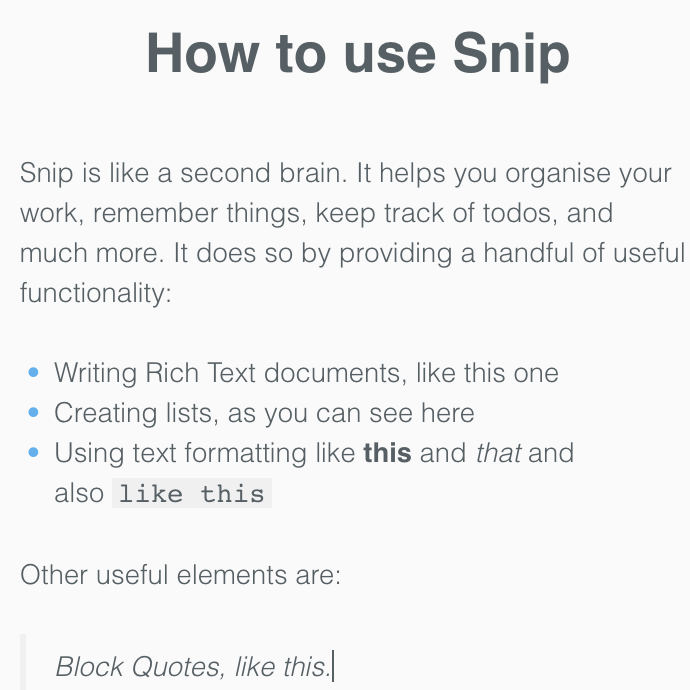 How to use Snip
Snip is like a second brain. It helps you organise your
work, remember things, keep track of todos, and
much more. It does so by providing a handful of useful
functionality:
Writing Rich Text documents, like this one
Creating lists, as you can see here
Using text formatting like this and that and
also like this
Other useful elements are:
Block Quotes, like this.